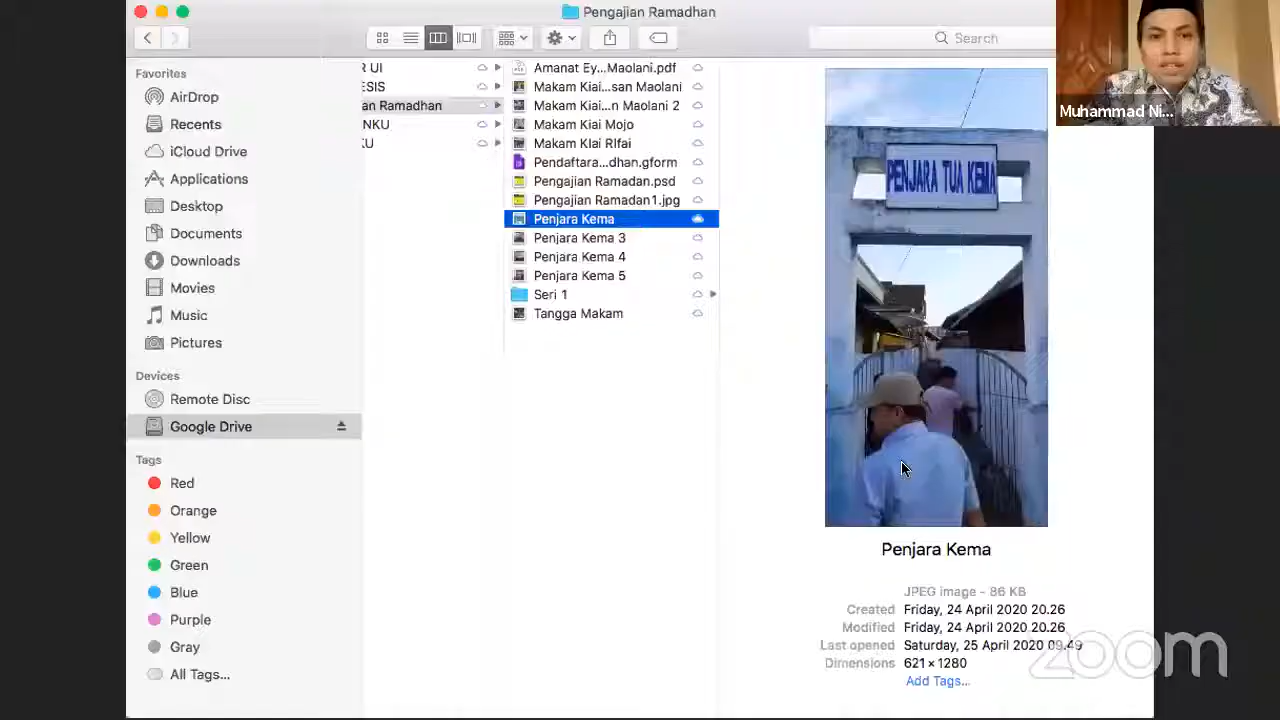 Pengajian Ramadhan
Search
Muhammad Ni...
Favorites
AirDrop
Recents
iCloud Drive
Applications
Desktop
Documents
Downloads
Movies
Music
Pictures
Devices
Remote Disc
Google Drive
Tags
Red
Orange
Yellow
Green
Blue
Purple
Gray
All Tags...
R UI
ESIS
an Ramadhan
NKU
KU
Amanat Ey...Maolani.pdf
Makam Kiai...san Maolani
Makam Kiai...n Maolani 2
Makam Kiai Mojo
Makam KIai RIfai
Pendaftara...dhan.gform
Pengajian Ramadan.psd
Pengajian Ramadan1.jpg
Penjara Kema
Penjara Kema 3
Penjara Kema 4
Penjara Kema 5
Seri 1
Tangga Makam
PENJARA TUA KEMA
Penjara Kema
JPEG image - 86 KB
Created Friday, 24 April 2020 20.26
Modified Friday, 24 April 2020 20.26
Last opened Saturday, 25 April 2020 09.49
Dimensions 621 × 1280
Add Tags...
zoom